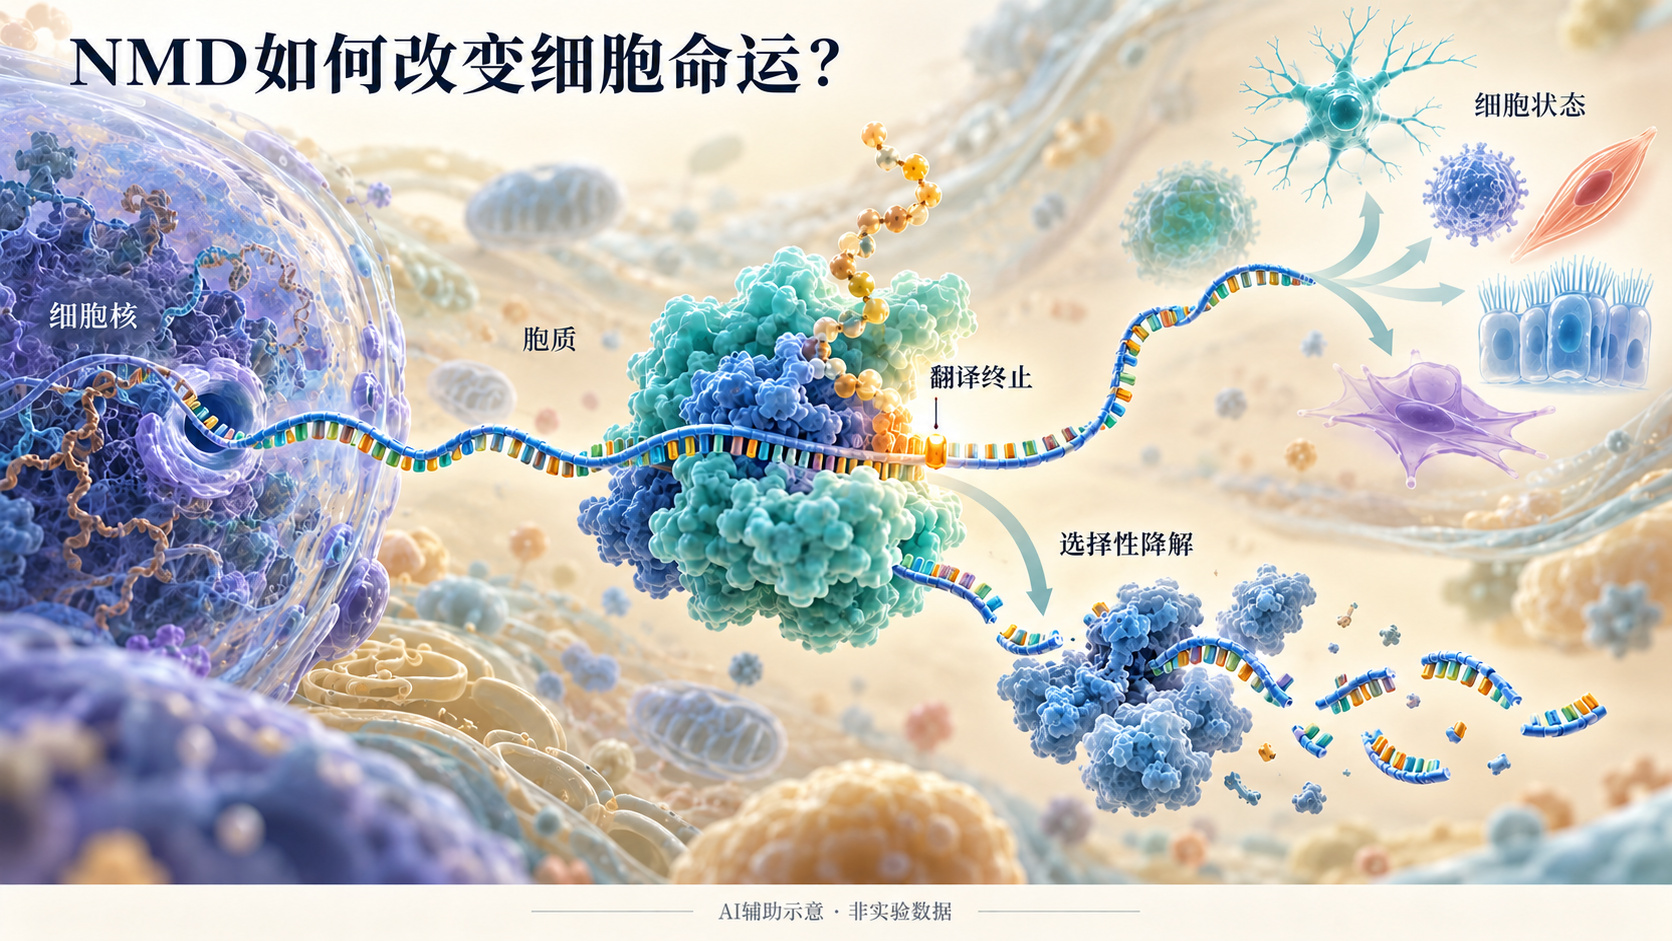 NMD如何改变细胞命运？
细胞状态
细胞核
胞质
翻译终止
选择性降解
AI辅助示意 · 非实验数据